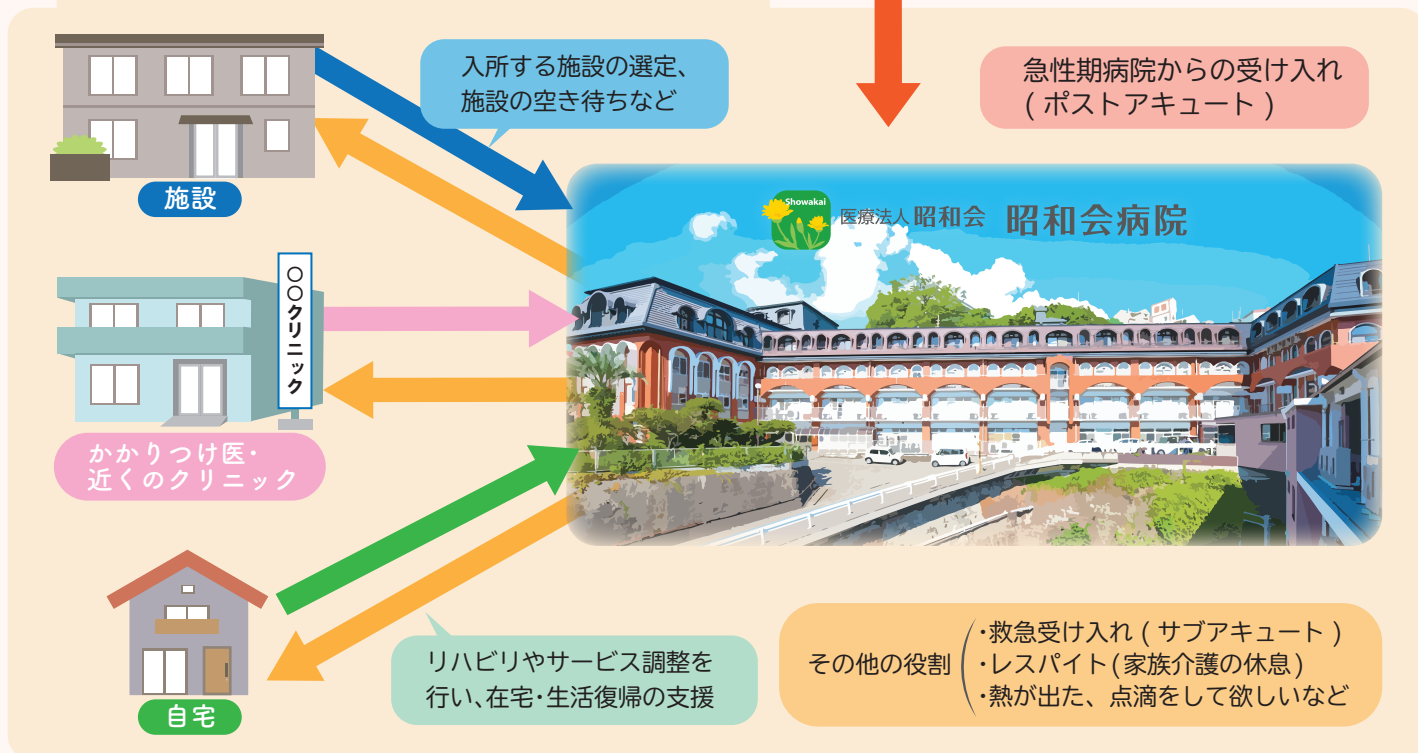 入所する施設の選定、
施設の空き待ちなど
急性期病院からの受け入れ
( ポストアキュート )
施設
Showakai
医療法人 昭和会 昭和会病院
〇〇クリニック
かかりつけ医・
近くのクリニック
リハビリやサービス調整を
行い、在宅・生活復帰の支援
自宅
その他の役割
・救急受け入れ ( サブアキュート )
・レスパイト(家族介護の休息)
・熱が出た、点滴をして欲しいなど